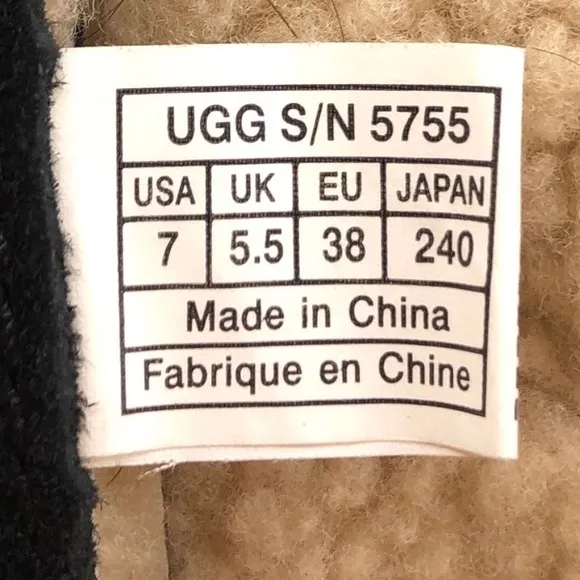 UGG S/N 5755
USA UK EU JAPAN
7 5.5 38 240
Made in China
Fabrique en Chine